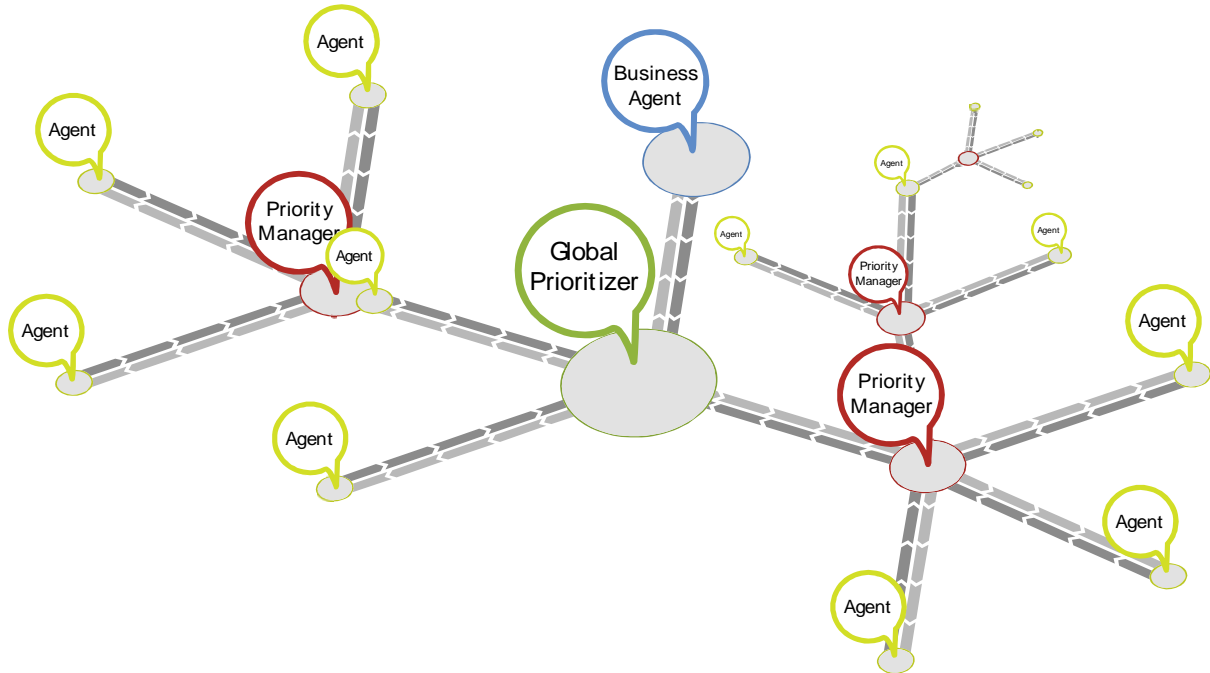 Agent
Business
Agent
Agent
Agent
Priority
Manager
Agent
Global
Prioritizer
Agent
Agent
Priority
Manager
Agent
Agent
Priority
Manager
Agent
Agent
Agent